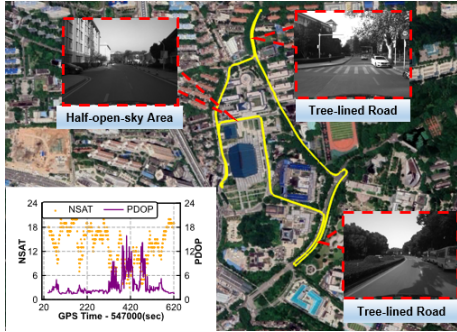 Half-open-sky Area
Tree-lined Road
NSAT PDOP
24 24
18 18
12 12
6 6
0 0
NSAT
PDOP
20 220 420 620
GPS Time - 547000(sec)
Tree-lined Road